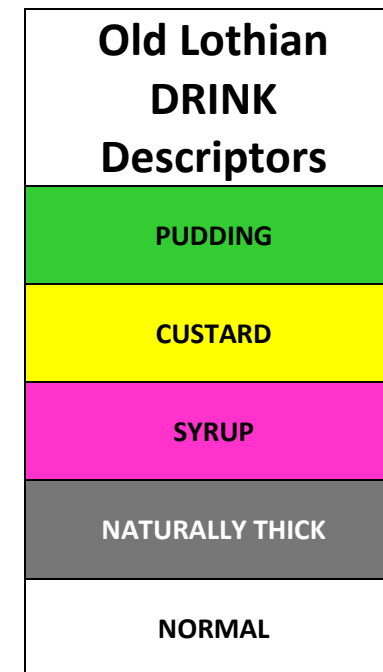 Old Lothian
DRINK
Descriptors
PUDDING
CUSTARD
SYRUP
NATURALLY THICK
NORMAL